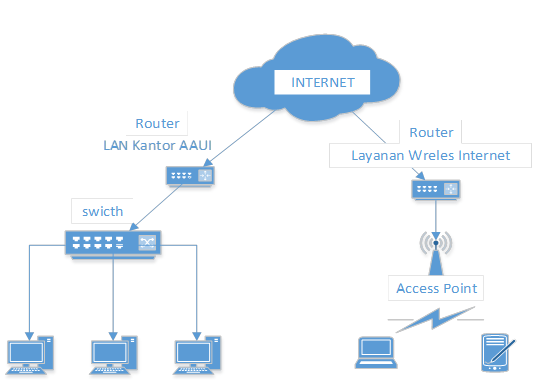 INTERNET
Router
LAN Kantor AAUI
Router
Layanan Wreles Internet
swicth
Access Point